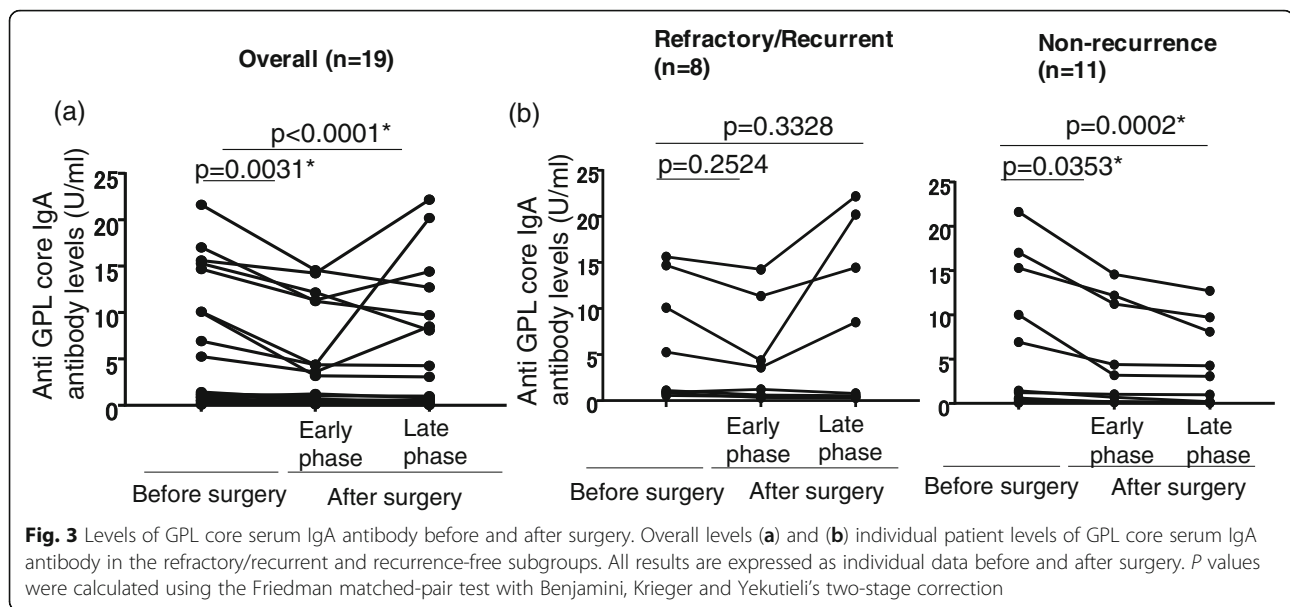 Overall (n=19)
Refractory/Recurrent
(n=8)
Non-recurrence
(n=11)
(a)
p<0.0001*
p=0.0031*
Anti GPL core IgA
antibody levels (U/ml)
25
20
15
10
5
0
Early
phase
Late
phase
Before surgery
After surgery
(b)
p=0.3328
p=0.2524
Anti GPL core IgA
antibody levels (U/ml)
25
20
15
10
5
0
Early
phase
Late
phase
Before surgery
After surgery
p=0.0002*
p=0.0353*
25
20
15
10
5
0
Early
phase
Late
phase
Before surgery
After surgery
Fig. 3 Levels of GPL core serum IgA antibody before and after surgery. Overall levels (a) and (b) individual patient levels of GPL core serum IgA
antibody in the refractory/recurrent and recurrence-free subgroups. All results are expressed as individual data before and after surgery. P values
were calculated using the Friedman matched-pair test with Benjamini, Krieger and Yekutieli's two-stage correction